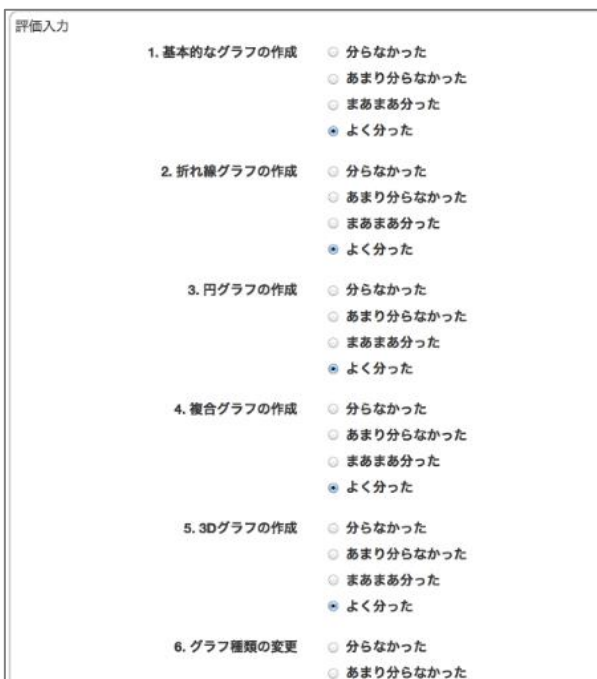 評価入力
1. 基本的なグラフの作成 分らなかった
あまり分らなかった
まあまあ分った
よく分った
2. 折れ線グラフの作成 分らなかった
あまり分らなかった
まあまあ分った
よく分った
3. 円グラフの作成 分らなかった
あまり分らなかった
まあまあ分った
よく分った
4. 複合グラフの作成 分らなかった
あまり分らなかった
まあまあ分った
よく分った
5. 3Dグラフの作成 分らなかった
あまり分らなかった
まあまあ分った
よく分った
6. グラフ種類の変更 分らなかった
あまり分らなかった